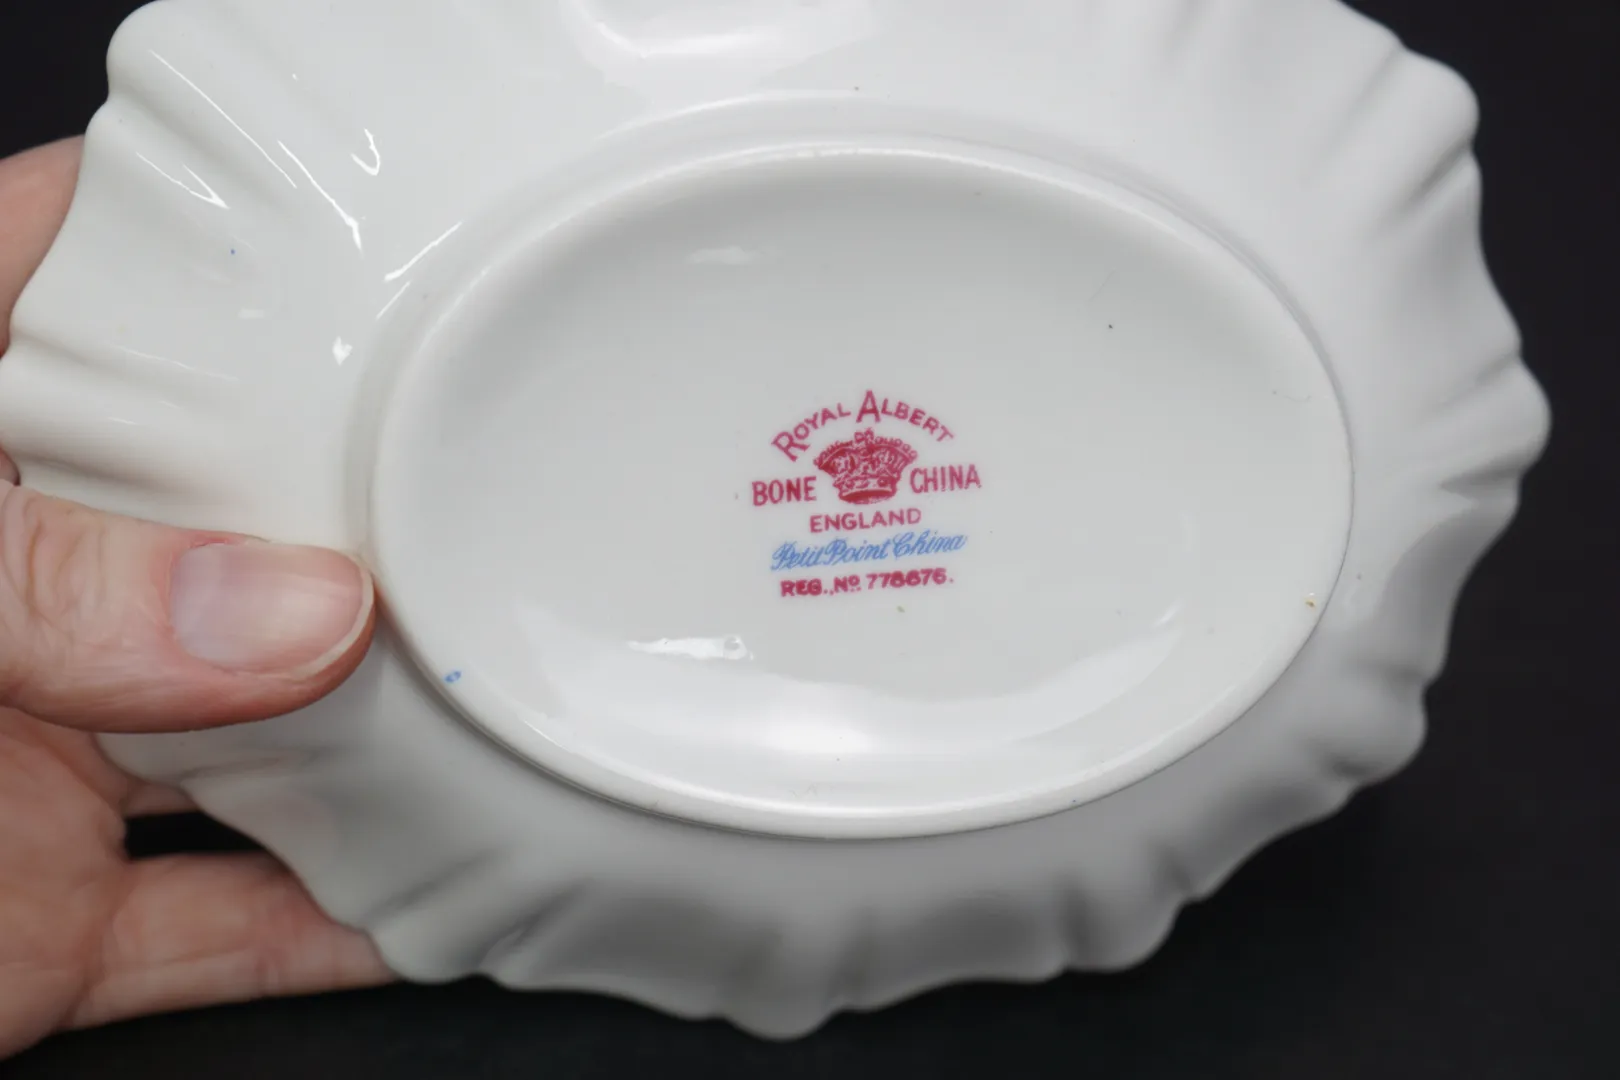 ROYAL ALBERT
BONE CHINA
ENGLAND
Petit Point China
REG., Nº. 778676.